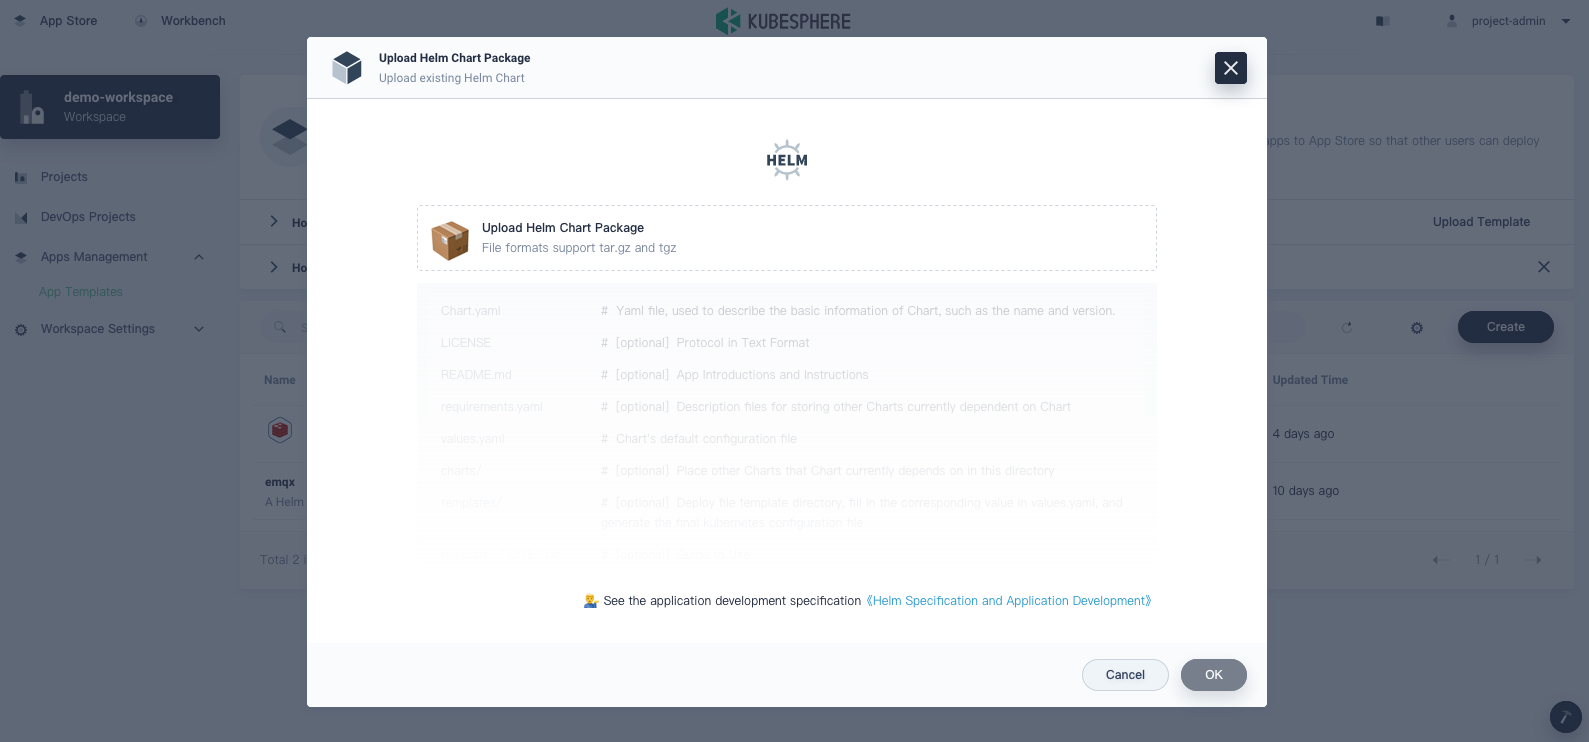 App Store
Workbench
KUBESPHERE
project-admin
Upload Helm Chart Package
Upload existing Helm Chart
demo-workspace
Workspace
Projects
DevOps Projects
Apps Management
App Templates
Workspace Settings
apps to App Store so that other users can deploy
Ho
Upload Template
Ho
S
Create
Name
Updated Time
4 days ago
emqx
A Helm
10 days ago
Total 2
1 / 1
HELM
Upload Helm Chart Package
File formats support tar.gz and tgz
Chart.yaml # Yaml file, used to describe the basic information of Chart, such as the name and version.
LICENSE # [optional] Protocol in Text Format
README.md # [optional] App Introductions and Instructions
requirements.yaml # [optional] Description files for storing other Charts currently dependent on Chart
values.yaml # Chart's default configuration file
charts/ # [optional] Place other Charts that Chart currently depends on in this directory
templates/ # [optional] Deploy file template directory, fill in the corresponding value in values.yaml, and
generate the final kubernetes configuration file
See the application development specification 《Helm Specification and Application Development》
Cancel
OK